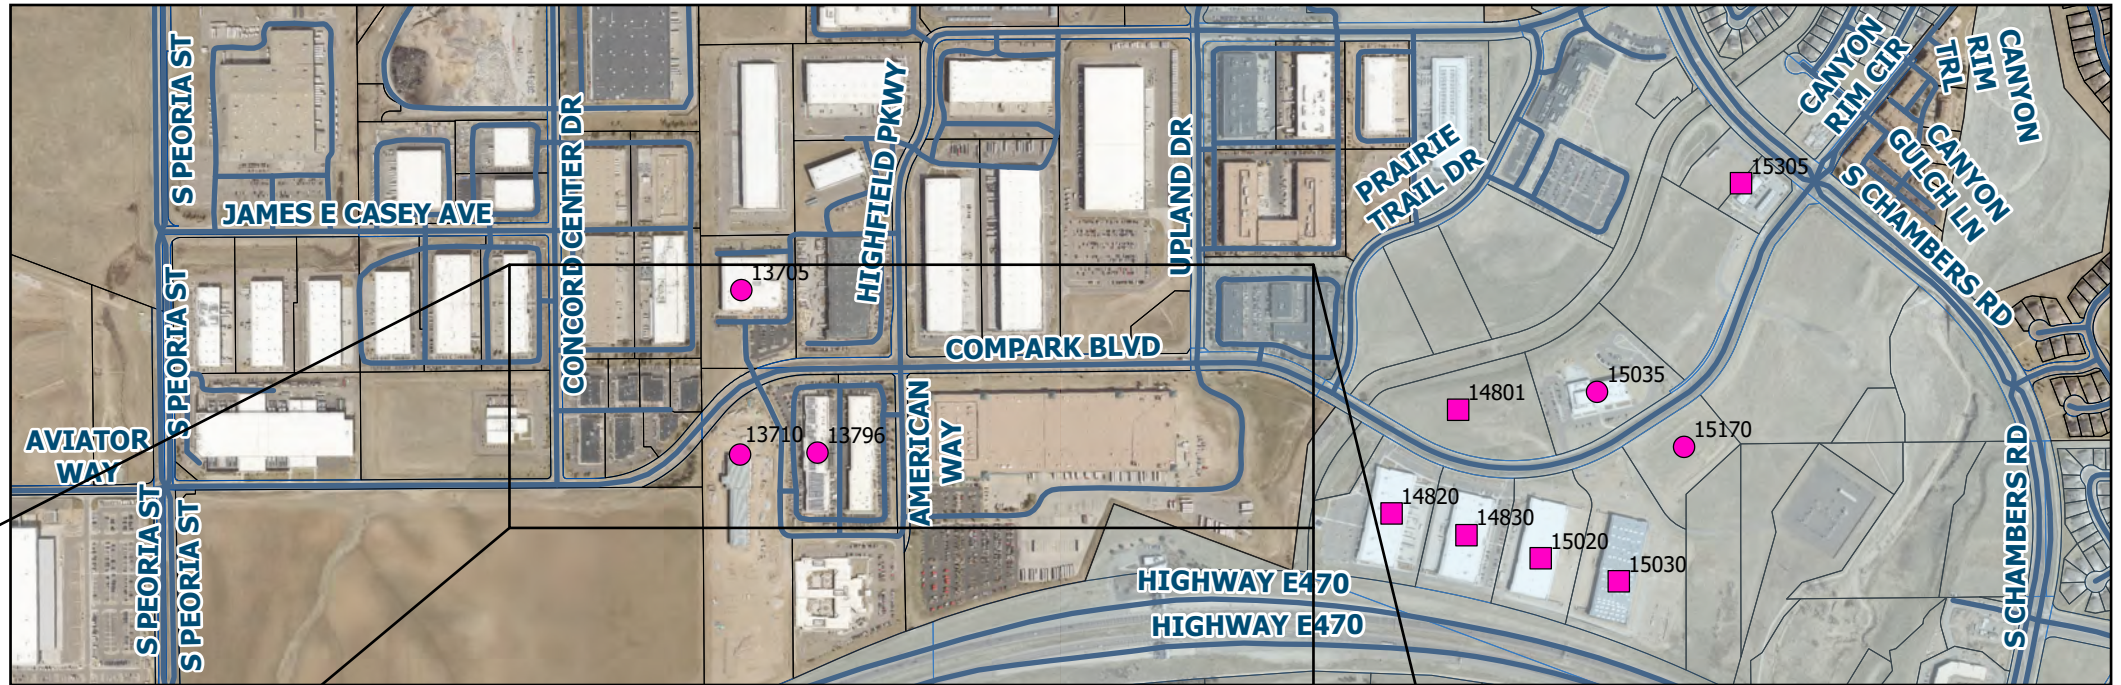 S PEORIA ST
CANYON
RIM CIR
CANYON
RIM
TRL
CONCORD CENTER DR
HIGHFIELD PKWY
UPLAND DR
PRAIRIE
TRAIL DR
15305
CANYON
GULCH LN
JAMES E CASEY AVE
S CHAMBERS RD
S PEORIA ST
13705
COMPARK BLVD
15035
14801
AVIATOR
WAY
13710
13796
AMERICAN
WAY
15170
S PEORIA ST
S PEORIA ST
14820
14830
15020
15030
S CHAMBERS RD
HIGHWAY E470
HIGHWAY E470